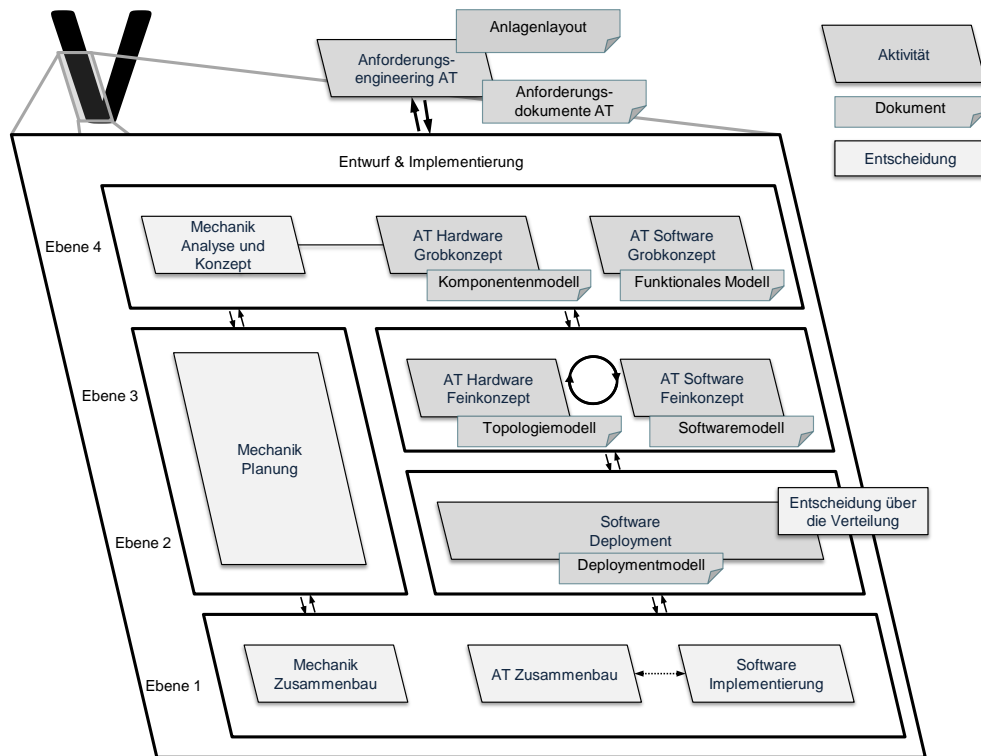 Anlagenlayout
Anforderungs-
engineering AT
Anforderungs-
dokumente AT
Aktivität
Dokument
Entscheidung
Entwurf & Implementierung
Ebene 4
Mechanik
Analyse und
Konzept
AT Hardware
Grobkonzept
Komponentenmodell
AT Software
Grobkonzept
Funktionales Modell
Ebene 3
Mechanik
Planung
AT Hardware
Feinkonzept
Topologiemodell
AT Software
Feinkonzept
Softwaremodell
Ebene 2
Software
Deployment
Deploymentmodell
Entscheidung über
die Verteilung
Ebene 1
Mechanik
Zusammenbau
AT Zusammenbau
Software
Implementierung